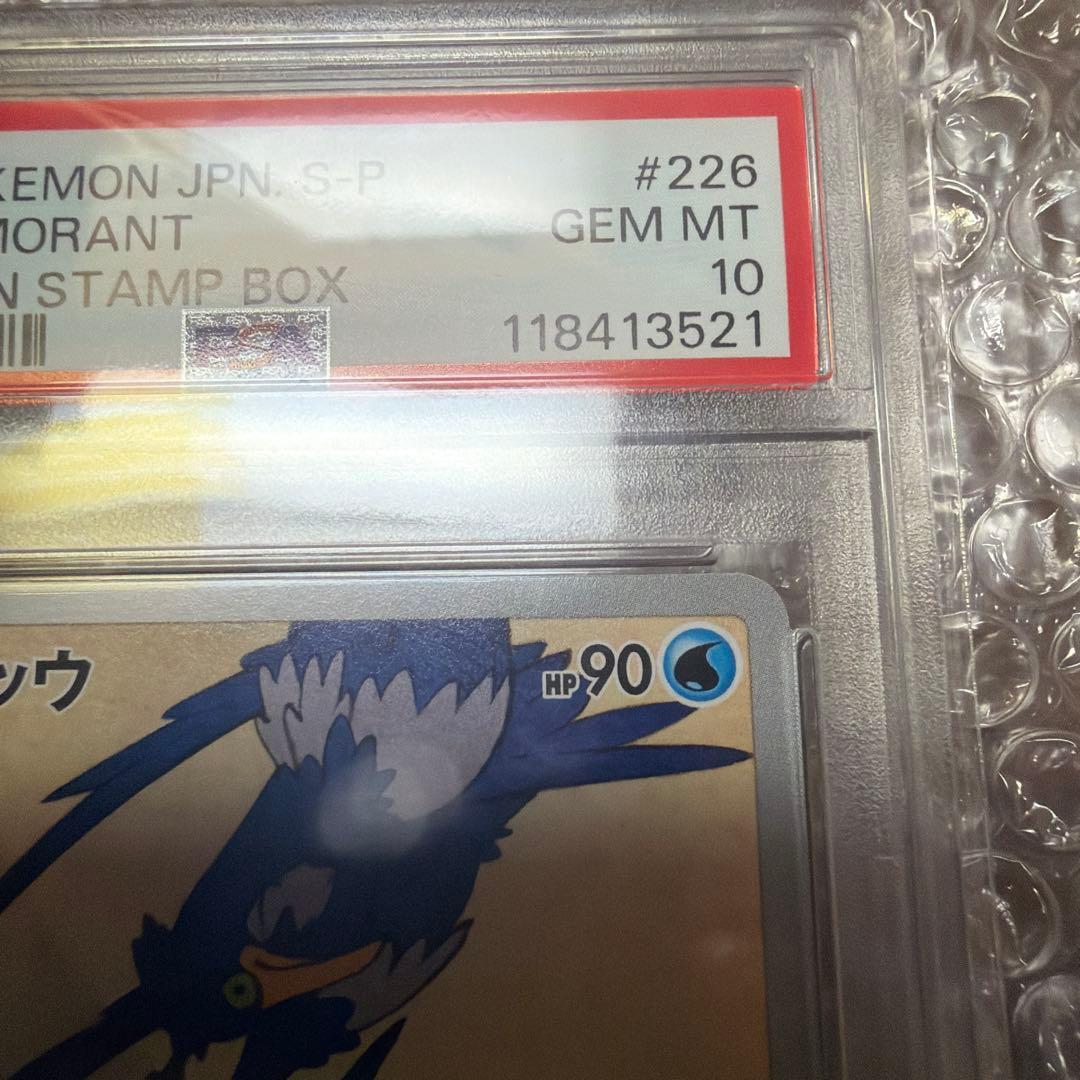 KEMON JPN. S-P
#226
MORANT
GEM MT
N STAMP BOX
10
118413521
ッウ
HP90